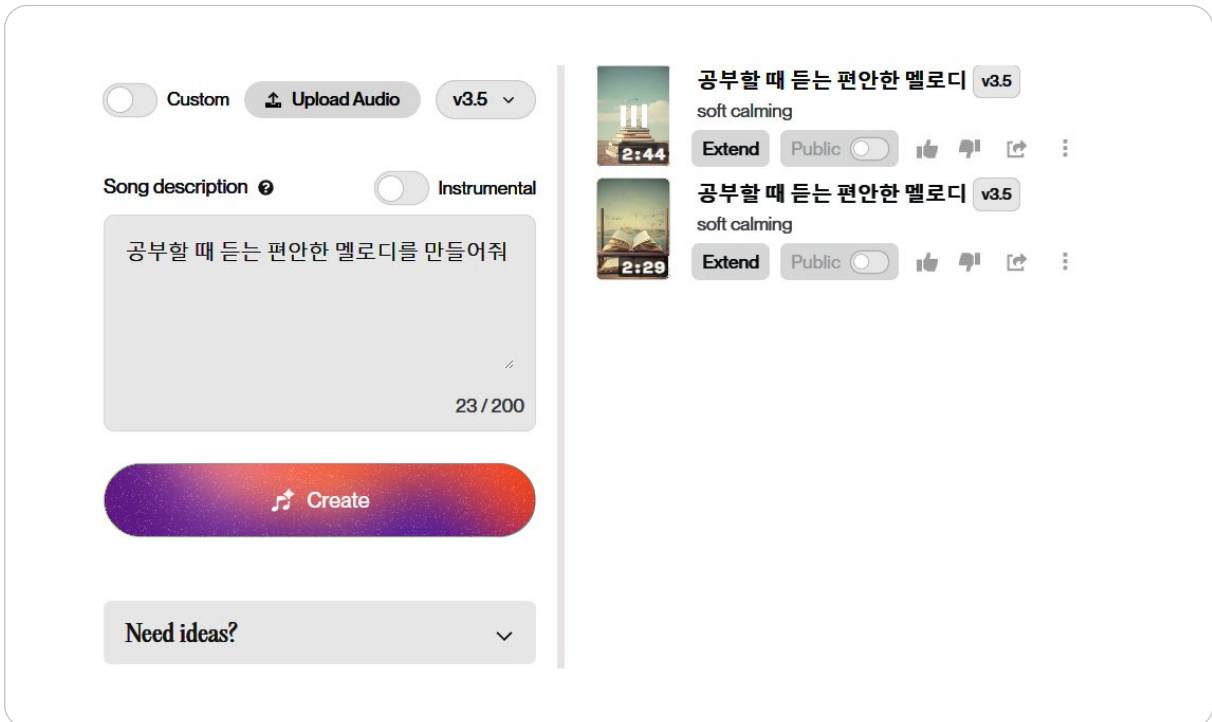 Custom
Upload Audio
v3.5
Song description
Instrumental
공부할 때 듣는 편안한 멜로디를 만들어줘
23 / 200
Create
Need ideas?
공부할 때 듣는 편안한 멜로디 v3.5
soft calming
2:44
Extend
Public
공부할 때 듣는 편안한 멜로디 v3.5
soft calming
2:29
Extend
Public